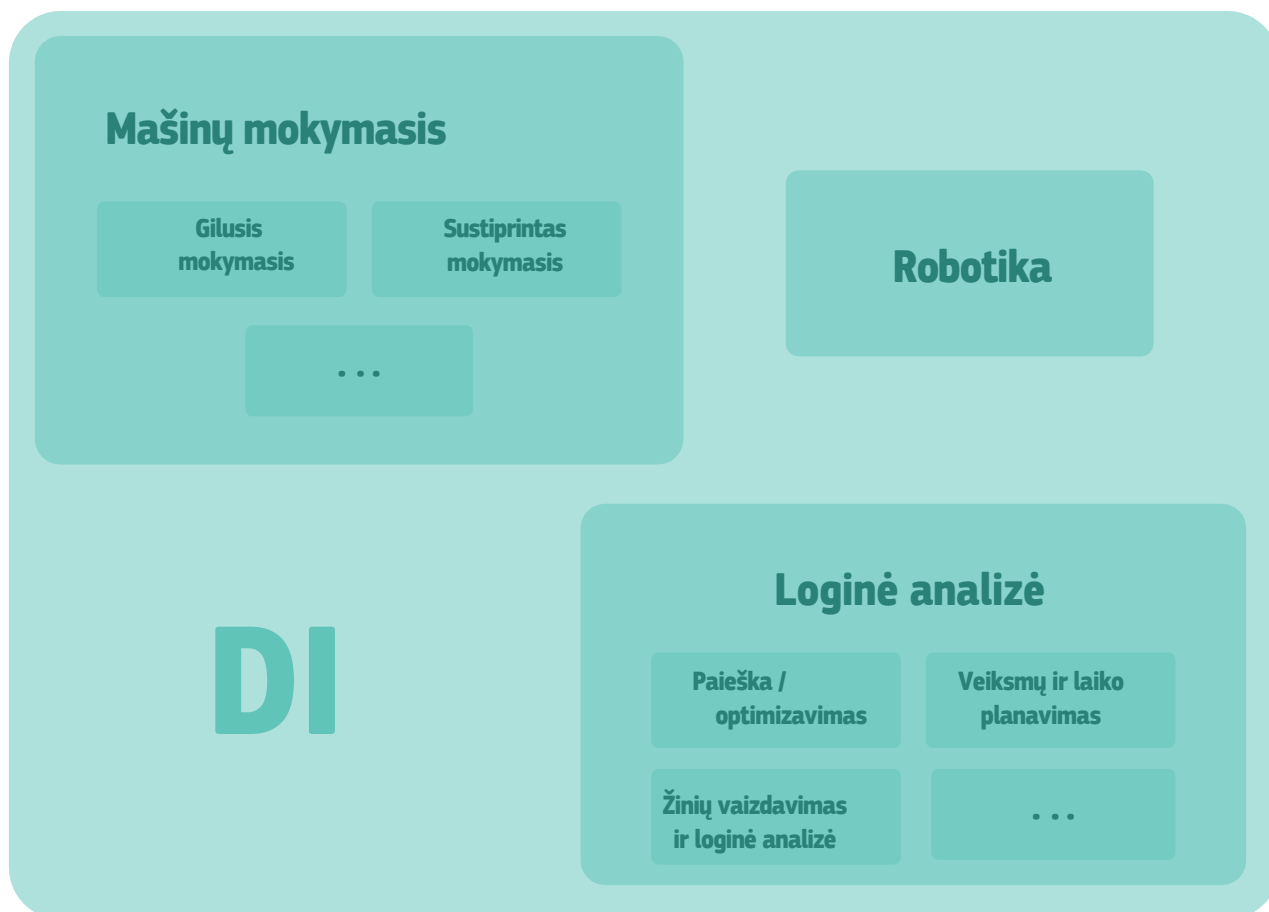 Mašinų mokymasis
Gilusis
mokymasis
Sustiprintas
mokymasis
. . .
Robotika
DI
Loginė analizė
Paieška /
optimizavimas
Veiksmų ir laiko
planavimas
Žinių vaizdavimas
ir loginė analizė
. . .